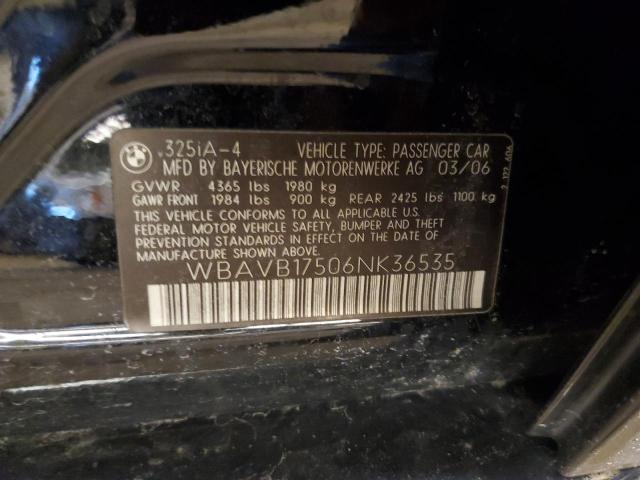 BMW
.325iA-4 VEHICLE TYPE: PASSENGER CAR
MFD BY BAYERISCHE MOTORENWERKE AG 03/06
GVWR 4365 lbs 1980 kg
GAWR FRONT 1984 lbs 900 kg REAR 2425 lbs 1100 kg
THIS VEHICLE CONFORMS TO ALL APPLICABLE U.S.
FEDERAL MOTOR VEHICLE SAFETY, BUMPER AND THEFT
PREVENTION STANDARDS IN EFFECT ON THE DATE OF
MANUFACTURE SHOWN ABOVE.
WBAVB17506NK36535